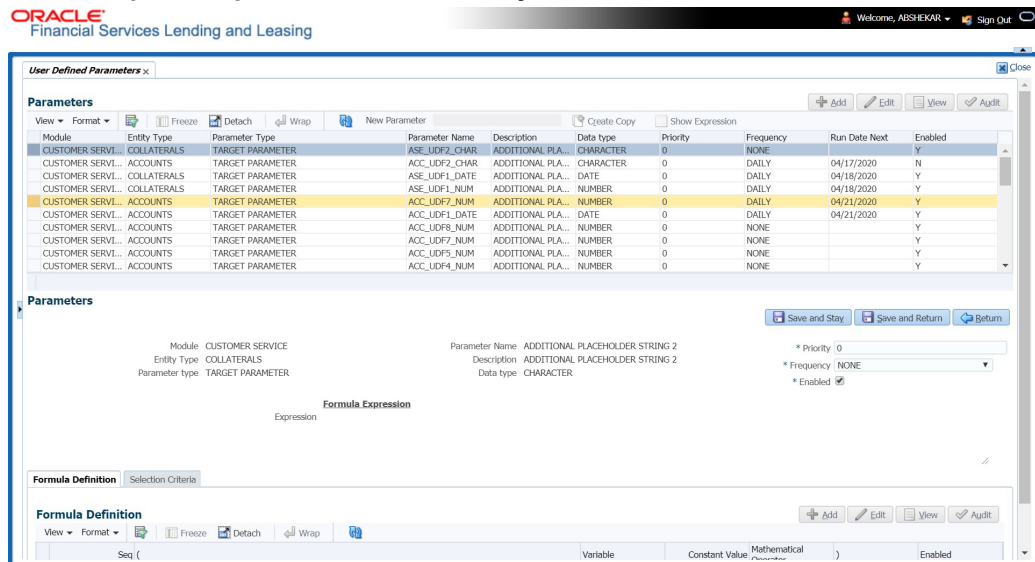 ORACLE
Financial Services Lending and Leasing
Welcome, ABSHEKAR
Sign Out
User Defined Parameters x
Close
Parameters
Add Edit View Audit
View Format Freeze Detach Wrap New Parameter Create Copy Show Expression
Module Entity Type Parameter Type Parameter Name Description Data type Priority Frequency Run Date Next Enabled
CUSTOMER SERVI... COLLATERALS TARGET PARAMETER ASE_UDF2_CHAR ADDITIONAL PLA... CHARACTER 0 NONE Y
CUSTOMER SERVI... ACCOUNTS TARGET PARAMETER ACC_UDF2_CHAR ADDITIONAL PLA... CHARACTER 0 DAILY 04/17/2020 N
CUSTOMER SERVI... COLLATERALS TARGET PARAMETER ASE_UDF1_DATE ADDITIONAL PLA... DATE 0 DAILY 04/18/2020 Y
CUSTOMER SERVI... COLLATERALS TARGET PARAMETER ASE_UDF1_NUM ADDITIONAL PLA... NUMBER 0 DAILY 04/18/2020 Y
CUSTOMER SERVI... ACCOUNTS TARGET PARAMETER ACC_UDF7_NUM ADDITIONAL PLA... NUMBER 0 DAILY 04/21/2020 Y
CUSTOMER SERVI... ACCOUNTS TARGET PARAMETER ACC_UDF1_DATE ADDITIONAL PLA... DATE 0 DAILY 04/21/2020 Y
CUSTOMER SERVI... ACCOUNTS TARGET PARAMETER ACC_UDF8_NUM ADDITIONAL PLA... NUMBER 0 NONE Y
CUSTOMER SERVI... ACCOUNTS TARGET PARAMETER ACC_UDF7_NUM ADDITIONAL PLA... NUMBER 0 NONE Y
CUSTOMER SERVI... ACCOUNTS TARGET PARAMETER ACC_UDF5_NUM ADDITIONAL PLA... NUMBER 0 NONE Y
CUSTOMER SERVI... ACCOUNTS TARGET PARAMETER ACC_UDF4_NUM ADDITIONAL PLA... NUMBER 0 NONE Y
Parameters
Save and Stay Save and Return Return
Module CUSTOMER SERVICE Parameter Name ADDITIONAL PLACEHOLDER STRING 2 * Priority 0
Entity Type COLLATERALS Description ADDITIONAL PLACEHOLDER STRING 2 * Frequency NONE
Parameter type TARGET PARAMETER Data type CHARACTER * Enabled
Formula Expression
Expression
Formula Definition Selection Criteria
Formula Definition
Add Edit View Audit
View Format Freeze Detach Wrap
Seq ( Variable Constant Value Mathematical Operator ) Enabled